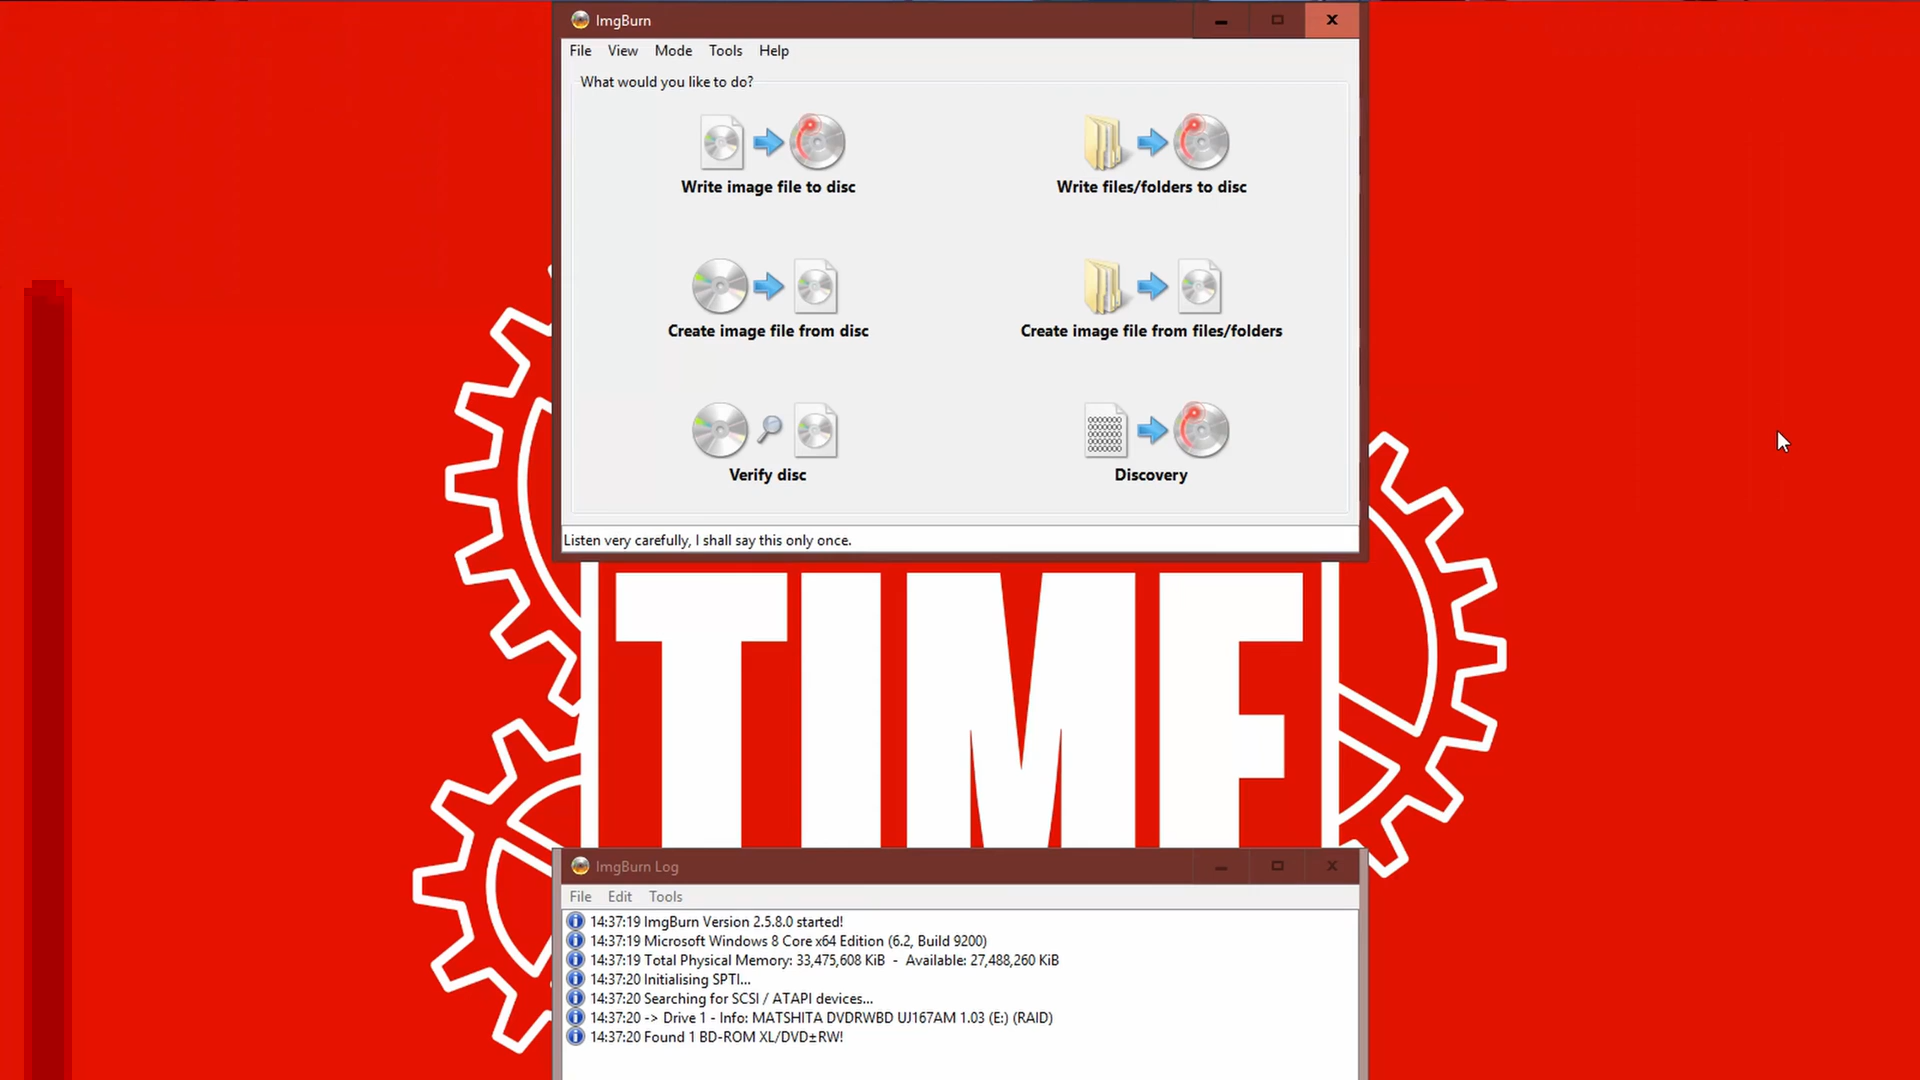 ImgBurn
File View Mode Tools Help
What would you like to do?
Write image file to disc
Write files/folders to disc
Create image file from disc
Create image file from files/folders
Verify disc
Discovery
Listen very carefully, I shall say this only once.
TIME
ImgBurn Log
File Edit Tools
14:37:19 ImgBurn Version 2.5.8.0 started!
14:37:19 Microsoft Windows 8 Core x64 Edition (6.2, Build 9200)
14:37:19 Total Physical Memory: 33,475,608 KiB - Available: 27,488,260 KiB
14:37:20 Initialising SPTI...
14:37:20 Searching for SCSI / ATAPI devices...
14:37:20 -> Drive 1 - Info: MATSHITA DVDRWBD UJ167AM 1.03 (E:) (RAID)
14:37:20 Found 1 BD-ROM XL/DVD±RW!